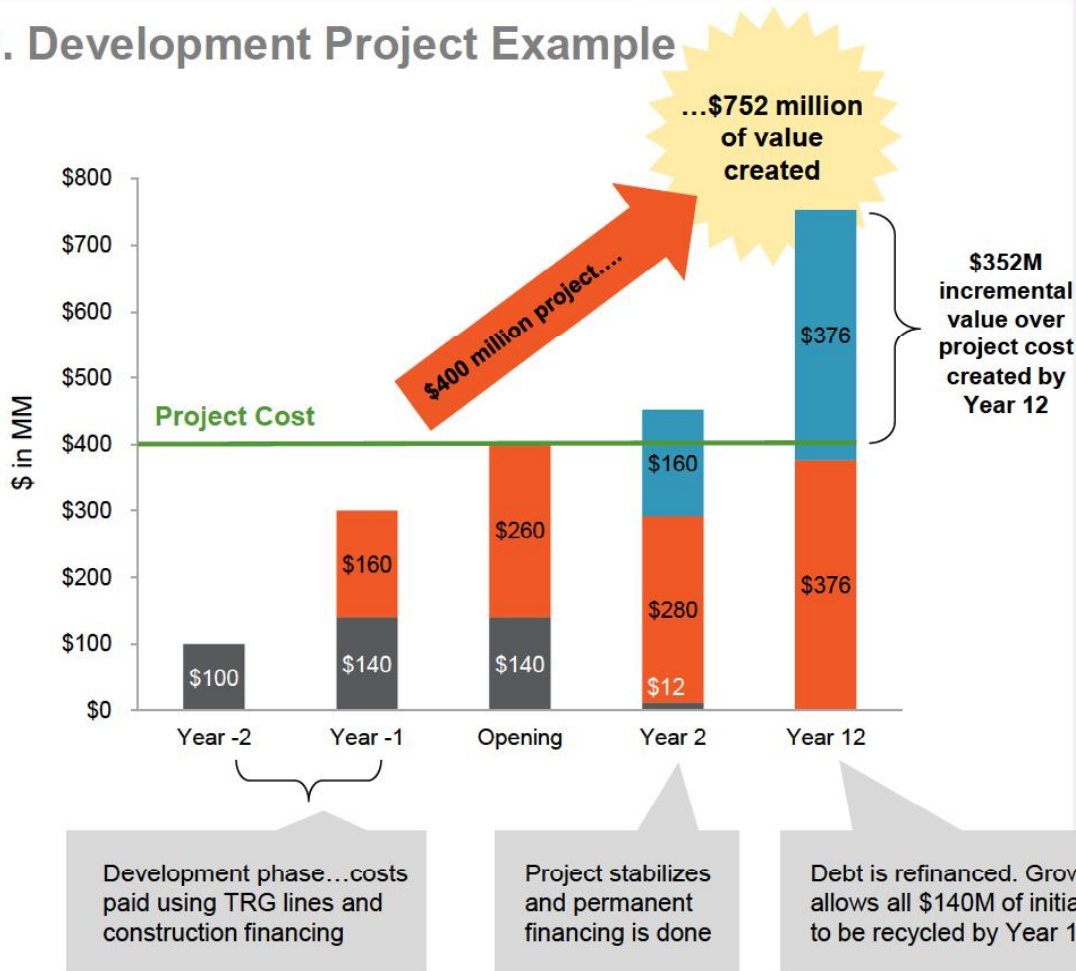 . Development Project Example
…$752 million
of value
created
$400 million project….
$352M
incremental
value over
project cost
created by
Year 12
$ in MM
$800
$700
$600
$500
$400
$300
$200
$100
$0
Project Cost
$100
$160
$140
$260
$140
$160
$280
$12
$376
$376
Year -2
Year -1
Opening
Year 2
Year 12
Development phase…costs
paid using TRG lines and
construction financing
Project stabilizes
and permanent
financing is done
Debt is refinanced.
allows all $140M of
to be recycled by Year